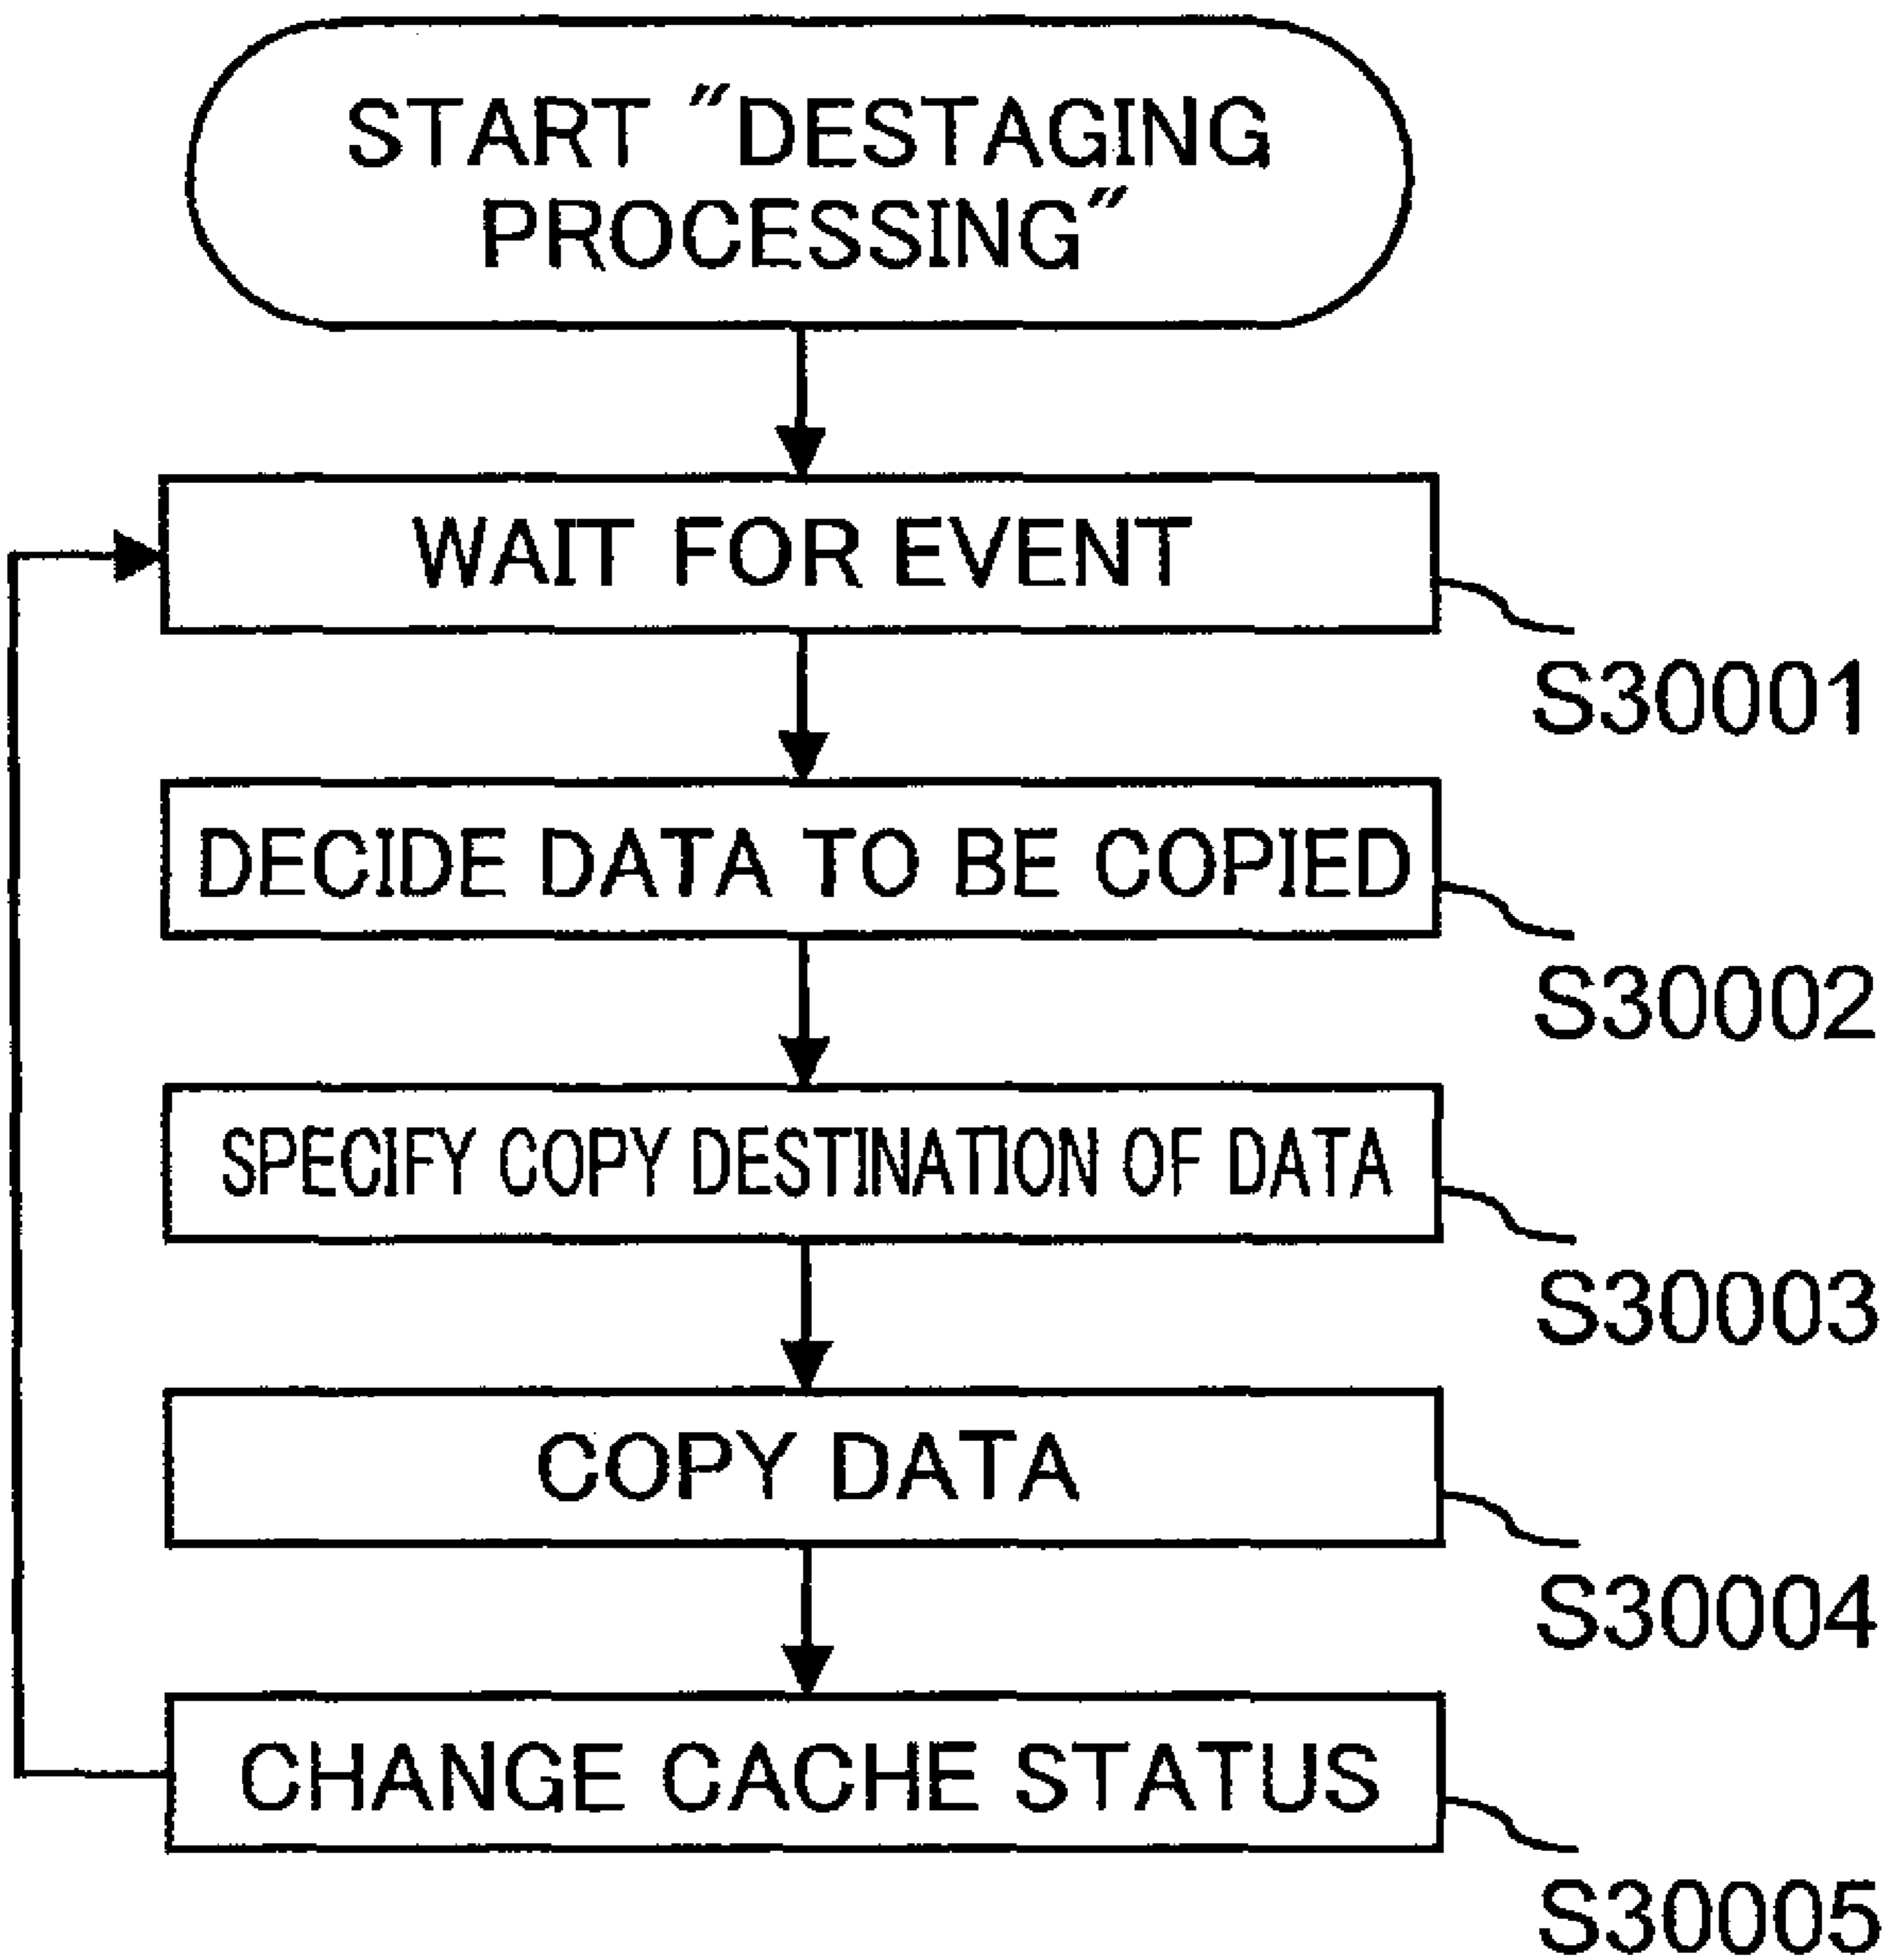 START "DESTAGING
PROCESSING"
WAIT FOR EVENT
S30001
DECIDE DATA TO BE COPIED
S30002
SPECIFY COPY DESTINATION OF DATA
S30003
COPY DATA
S30004
CHANGE CACHE STATUS
S30005